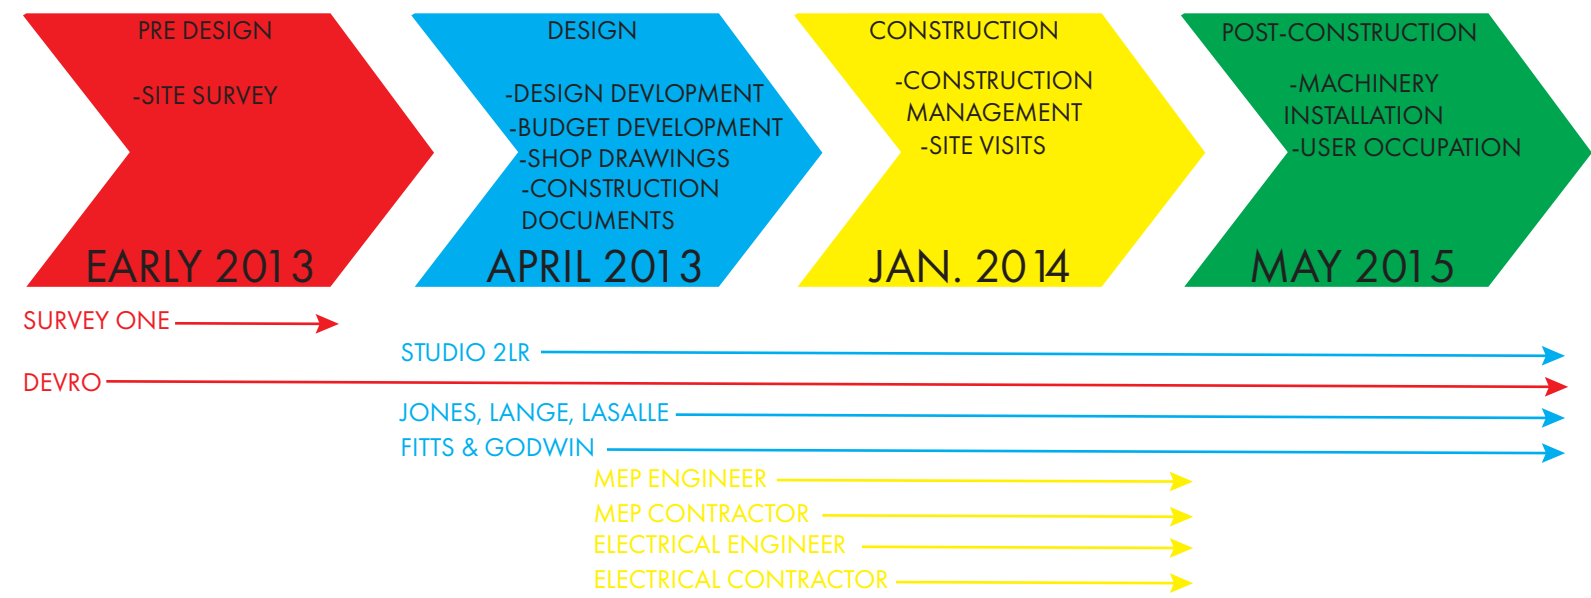 PRE DESIGN
-SITE SURVEY
EARLY 2013
DESIGN
-DESIGN DEVLOPMENT
-BUDGET DEVELOPMENT
-SHOP DRAWINGS
-CONSTRUCTION
DOCUMENTS
APRIL 2013
CONSTRUCTION
-CONSTRUCTION
MANAGEMENT
-SITE VISITS
JAN. 2014
POST-CONSTRUCTION
-MACHINERY
INSTALLATION
-USER OCCUPATION
MAY 2015
SURVEY ONE
STUDIO 2LR
DEVRO
JONES, LANGE, LASALLE
FITTS & GODWIN
MEP ENGINEER
MEP CONTRACTOR
ELECTRICAL ENGINEER
ELECTRICAL CONTRACTOR